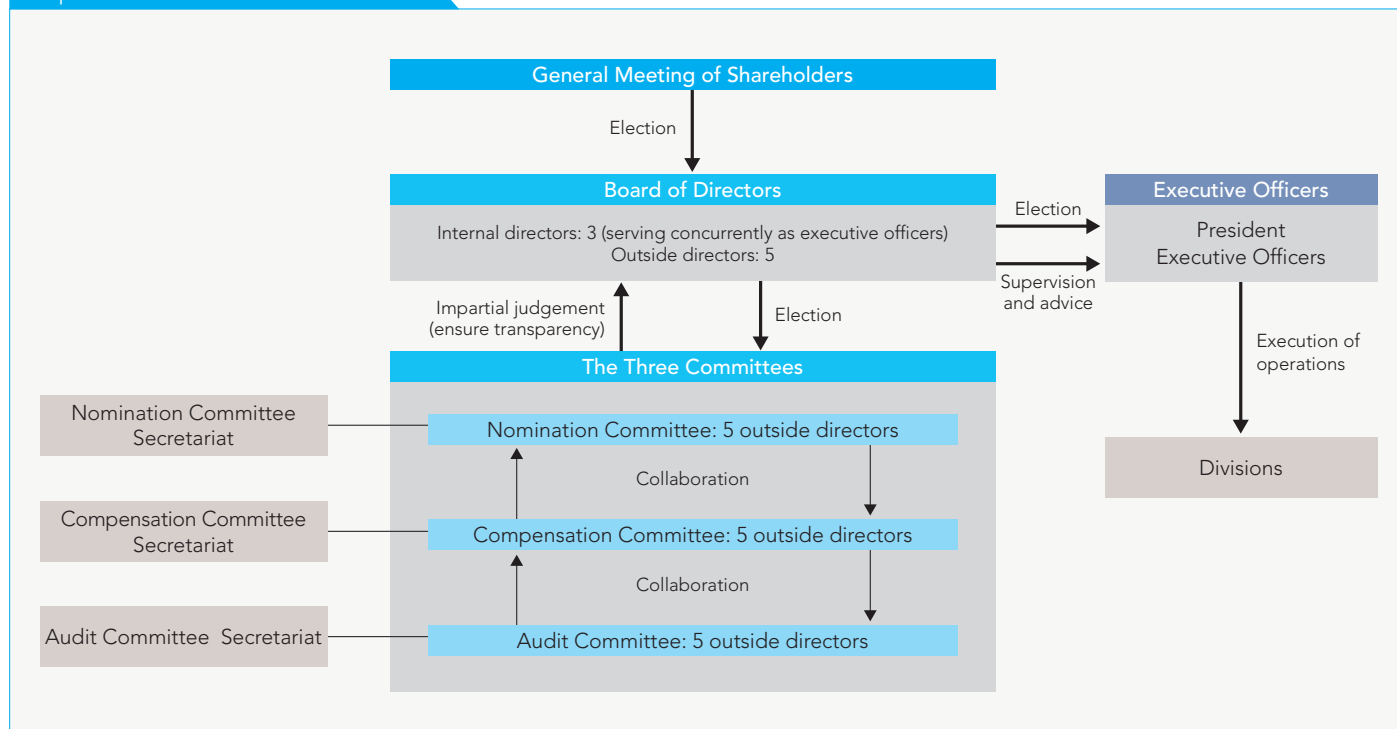 General Meeting of Shareholders
Election
Board of Directors
Internal directors: 3 (serving concurrently as executive officers)
Outside directors: 5
Election
Supervision
and advice
Executive Officers
President
Executive Officers
Impartial judgement
(ensure transparency)
Election
Execution of
operations
The Three Committees
Nomination Committee
Secretariat
Nomination Committee: 5 outside directors
Collaboration
Divisions
Compensation Committee
Secretariat
Compensation Committee: 5 outside directors
Collaboration
Audit Committee Secretariat
Audit Committee: 5 outside directors